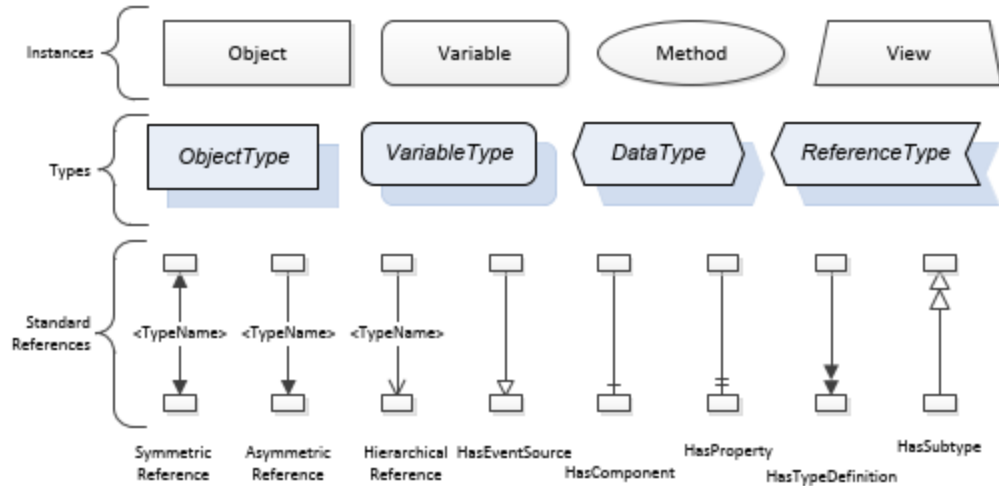 Instances
Object
Variable
Method
View
Types
ObjectType
VariableType
DataType
ReferenceType
Standard
References
<TypeName>
<TypeName>
<TypeName>
Symmetric
Reference
Asymmetric
Reference
Hierarchical
Reference
HasEventSource
HasComponent
HasProperty
HasTypeDefinition
HasSubtype